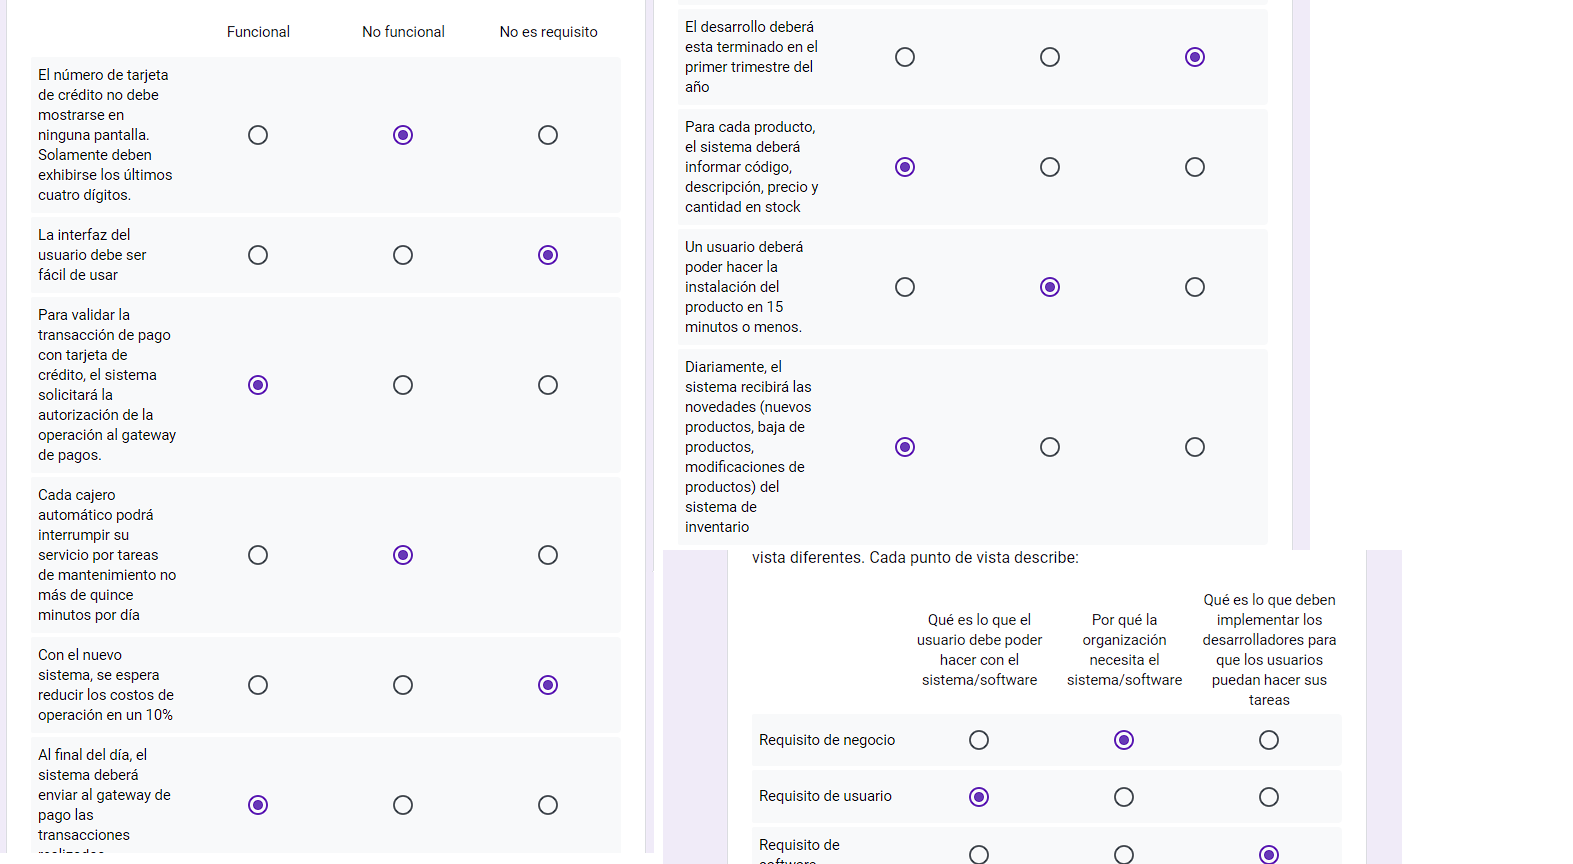 Funcional No funcional No es requisito
El número de tarjeta
de crédito no debe
mostrarse en
ninguna pantalla.
Solamente deben
exhibirse los últimos
cuatro dígitos.
La interfaz del
usuario debe ser
fácil de usar
Para validar la
transacción de pago
con tarjeta de
crédito, el sistema
solicitará la
autorización de la
operación al gateway
de pagos.
Cada cajero
automático podrá
interrumpir su
servicio por tareas
de mantenimiento no
más de quince
minutos por día
Con el nuevo
sistema, se espera
reducir los costos de
operación en un 10%
Al final del día, el
sistema deberá
enviar al gateway de
pago las
transacciones
El desarrollo deberá
esta terminado en el
primer trimestre del
año
Para cada producto,
el sistema deberá
informar código,
descripción, precio y
cantidad en stock
Un usuario deberá
poder hacer la
instalación del
producto en 15
minutos o menos.
Diariamente, el
sistema recibirá las
novedades (nuevos
productos, baja de
productos,
modificaciones de
productos) del
sistema de
inventario
vista diferentes. Cada punto de vista describe:
Qué es lo que el
usuario debe poder
hacer con el
sistema/software
Por qué la
organización
necesita el
sistema/software
Qué es lo que deben
implementar los
desarrolladores para
que los usuarios
puedan hacer sus
tareas
Requisito de negocio
Requisito de usuario
Requisito de